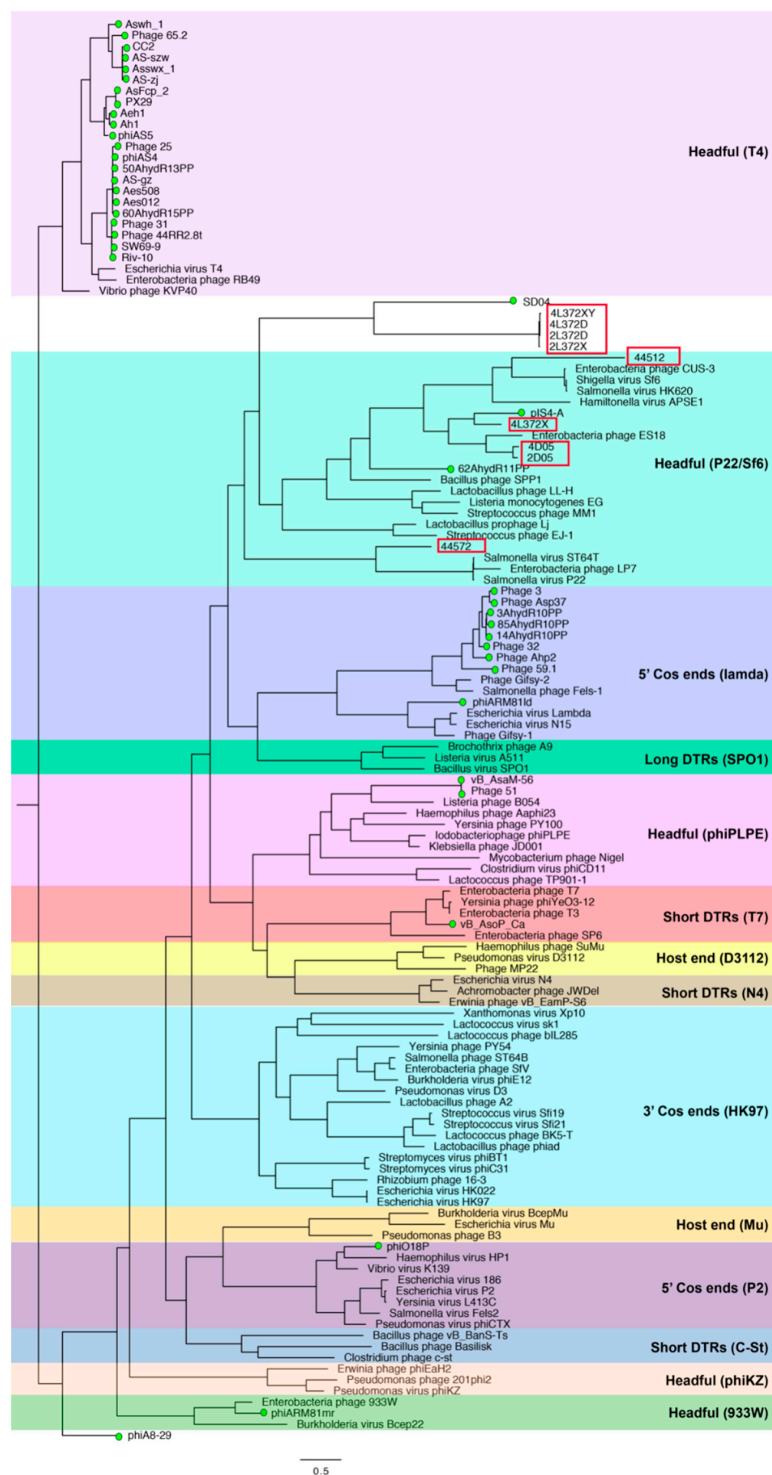 Aswh_1
Phage 65.2
CC2
AS-szw
Asswx_1
AS-zj
AsFcp_2
PX29
Aeh1
Ah1
phiAS5
Phage 25
phiAS4
50AhydR13PP
AS-gz
Aes508
Aes012
60AhydR15PP
Phage 31
Phage 44RR2.8t
SW69-9
Riv-10
Escherichia virus T4
Enterobacteria phage RB49
Vibrio phage KVP40
Headful (T4)
SD04
4L372XY
4L372D
2L372D
2L372X
44512
Enterobacteria phage CUS-3
Shigella virus Sf6
Salmonella virus HK620
Hamiltonella virus APSE1
pIS4-A
4L372X
Enterobacteria phage ES18
4D05
2D05
62AhydR11PP
Bacillus phage SPP1
Lactobacillus phage LL-H
Listeria monocytogenes EG
Streptococcus phage MM1
Lactobacillus prophage Lj
Streptococcus phage EJ-1
44572
Salmonella virus ST64T
Enterobacteria phage LP7
Salmonella virus P22
Headful (P22/Sf6)
Phage 3
Phage Asp37
3AhydR10PP
85AhydR10PP
14AhydR10PP
Phage 32
Phage Ahp2
Phage 59.1
Phage Gifsy-2
Salmonella phage Fels-1
phiARM81ld
Escherichia virus Lambda
Escherichia virus N15
Phage Gifsy-1
5’ Cos ends (lamda)
Brochothrix phage A9
Listeria virus A511
Bacillus virus SPO1
Long DTRs (SPO1)
vB_AsaM-56
Phage 51
Listeria phage B054
Haemophilus phage Aaphi23
Yersinia phage PY100
Iodobacteriophage phiPLPE
Klebsiella phage JD001
Mycobacterium phage Nigel
Clostridium virus phiCD11
Lactococcus phage TP901-1
Headful (phiPLPE)
Enterobacteria phage T7
Yersinia phage phiYeO3-12
Enterobacteria phage T3
vB_AsoP_Ca
Enterobacteria phage SP6
Short DTRs (T7)
Haemophilus phage SuMu
Pseudomonas virus D3112
Phage MP22
Host end (D3112)
Escherichia virus N4
Achromobacter phage JWDel
Erwinia phage vB_EamP-S6
Short DTRs (N4)
Xanthomonas virus Xp10
Lactococcus virus sk1
Lactococcus phage bIL285
Yersinia phage PY54
Salmonella phage ST64B
Enterobacteria phage SfV
Burkholderia virus phiE12
Pseudomonas virus D3
Lactobacillus phage A2
Streptococcus virus Sfi19
Streptococcus virus Sfi21
Lactococcus phage BK5-T
Lactobacillus phage phiad
Streptomyces virus phiBT1
Streptomyces virus phiC31
Rhizobium phage 16-3
Escherichia virus HK022
Escherichia virus HK97
3’ Cos ends (HK97)
Burkholderia virus BcepMu
Escherichia virus Mu
Pseudomonas phage B3
Host end (Mu)
phiO18P
Haemophilus virus HP1
Vibrio virus K139
Escherichia virus 186
Escherichia virus P2
Yersinia virus L413C
Salmonella virus Fels2
Pseudomonas virus phiCTX
5’ Cos ends (P2)
Bacillus phage vB_BanS-Ts
Bacillus phage Basilisk
Clostridium phage c-st
Short DTRs (C-St)
Erwinia phage phiEaH2
Pseudomonas phage 201phi2
Pseudomonas virus phiKZ
Headful (phiKZ)
Enterobacteria phage 933W
phiARM81mr
Burkholderia virus Bcep22
Headful (933W)
phiA8-29
0.5